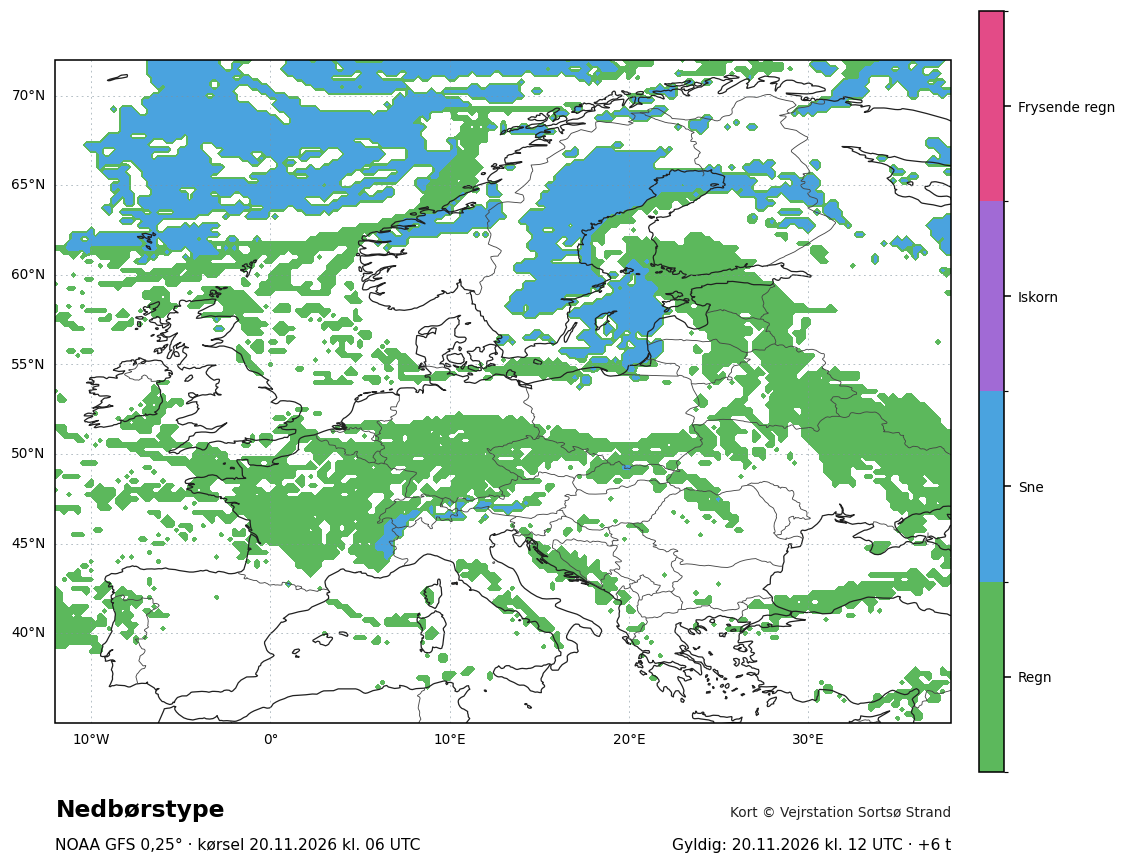 70°N
65°N
60°N
55°N
50°N
45°N
40°N
10°W 0° 10°E 20°E 30°E
Frysende regn
Iskorn
Sne
Regn
Nedbørstype
Kort © Vejrstation Sortsø Strand
NOAA GFS 0,25° · kørsel 20.11.2026 kl. 06 UTC
Gyldig: 20.11.2026 kl. 12 UTC · +6 t